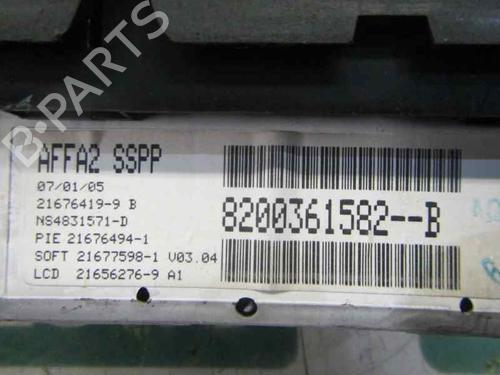 B-PARTS
AFFA2 SSPP
07/01/05
21676419-9 B
NS4831571-D
PIE 21676494-1
SOFT 21677598-1 V03.04
LCD 21656276-9 A1
8200361582--B